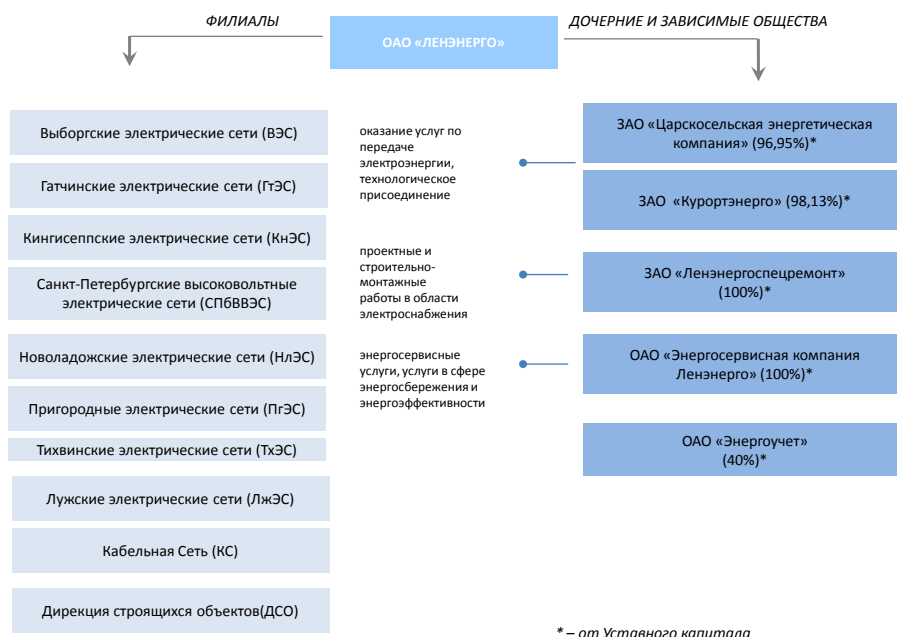 ФИЛИАЛЫ
ОАО «ЛЕНЭНЕРГО»
ДОЧЕРНИЕ И ЗАВИСИМЫЕ ОБЩЕСТВА
Выборгские электрические сети (ВЭС)
Гатчинские электрические сети (ГтЭС)
Кингисеппские электрические сети (КнЭС)
Санкт-Петербургские высоковольтные
электрические сети (СПбВВЭС)
Новоладожские электрические сети (НлЭС)
Пригородные электрические сети (ПгЭС)
Тихвинские электрические сети (ТхЭС)
Лужские электрические сети (ЛжЭС)
Кабельная Сеть (КС)
Дирекция строящихся объектов(ДСО)
оказание услуг по
передаче
электроэнергии,
технологическое
присоединение
проектные и
строительно-
монтажные
работы в области
электроснабжения
энергосервисные
услуги, услуги в сфере
энергосбережения и
энергоэффективности
ЗАО «Царскосельская энергетическая
компания» (96,95%)*
ЗАО «Курортэнерго» (98,13%)*
ЗАО «Ленэнергоспецремонт»
(100%)*
ОАО «Энергосервисная компания
Ленэнерго» (100%)*
ОАО «Энергоучет»
(40%)*
* – от Уставного капитала